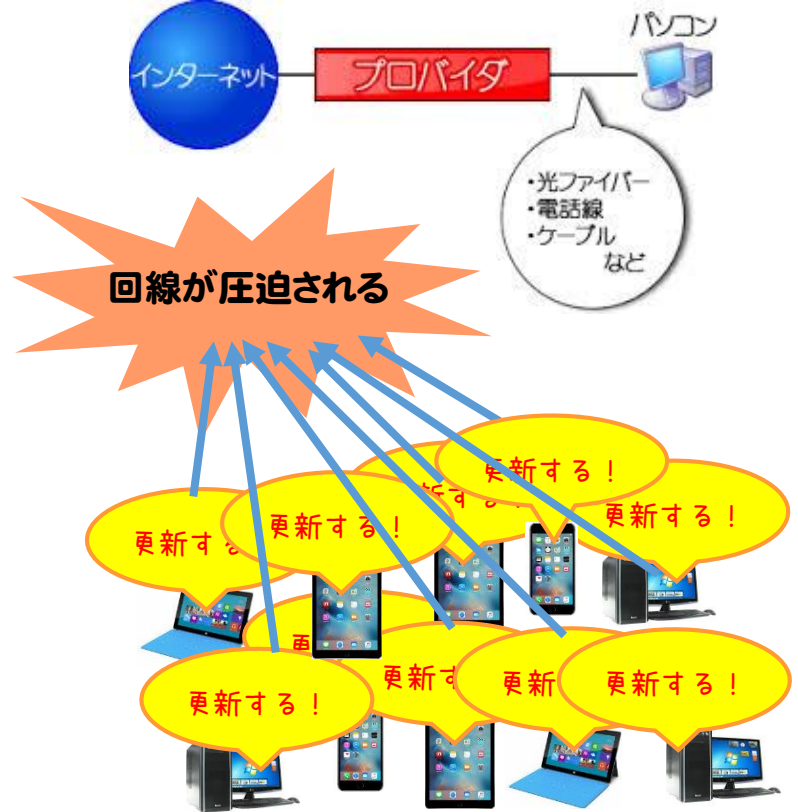 パソコン
インターネット
プロバイダ
・光ファイバー
・電話線
・ケーブル
など
回線が圧迫される
更新する！
新する
更新する！
更新する！
更新す
更
更新す
更新
更新する！
更新する！